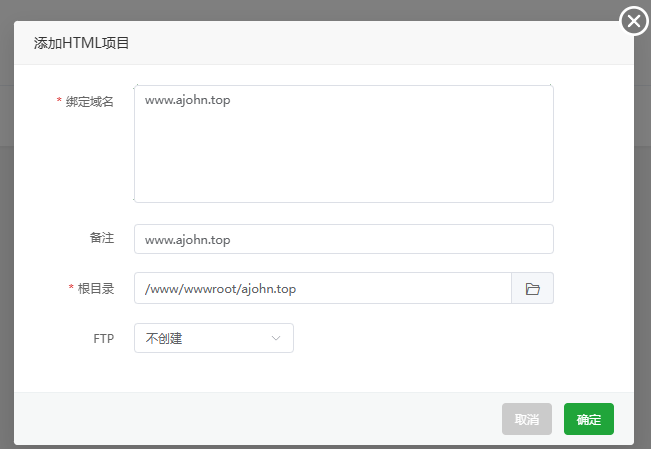 添加HTML项目
* 绑定域名
www.ajohn.top
备注
www.ajohn.top
* 根目录
/www/wwwroot/ajohn.top
FTP
不创建
取消
确定